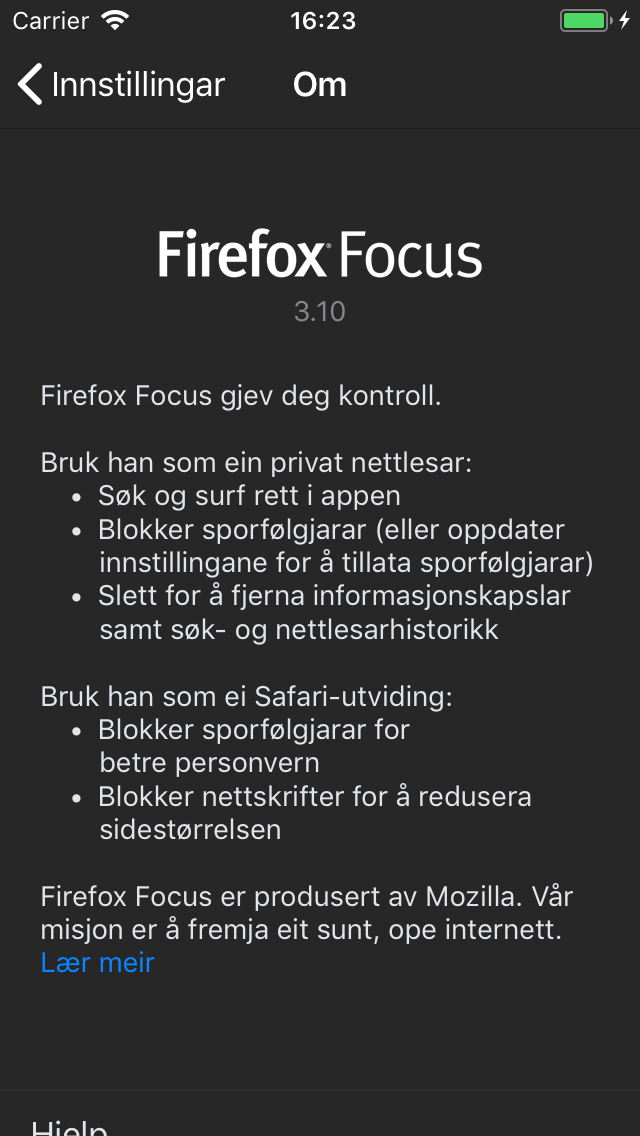 Carrier 16:23
Innstillingar Om
Firefox Focus
3.10
Firefox Focus gjev deg kontroll.
Bruk han som ein privat nettlesar:
• Søk og surf rett i appen
• Blokker sporfølgjarar (eller oppdater
innstillingane for å tillata sporfølgjarar)
• Slett for å fjerna informasjonskapslar
samt søk- og nettlesarhistorikk
Bruk han som ei Safari-utviding:
• Blokker sporfølgjarar for
betre personvern
• Blokker nettskrifter for å redusera
sidestørrelsen
Firefox Focus er produsert av Mozilla. Vår
misjon er å fremja eit sunt, ope internett.
Lær meir
Hjelp